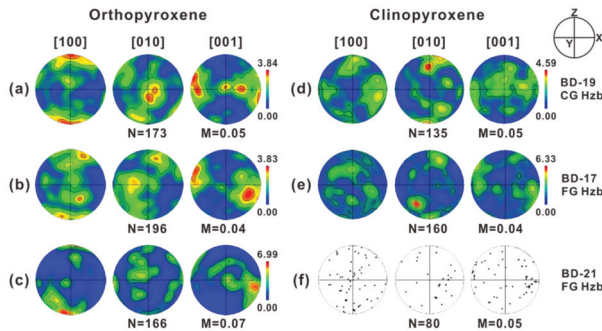 Orthopyroxene Clinopyroxene
Z
X
Y
[100] [010] [001] [100] [010] [001]
(a) 3.84 0.00 (d) 4.59 0.00 BD-19
CG Hzb
N=173 M=0.05 N=135 M=0.05
(b) 3.83 0.00 (e) 6.33 0.00 BD-17
FG Hzb
N=196 M=0.04 N=160 M=0.04
(c) 6.99 0.00 (f) BD-21
FG Hzb
N=166 M=0.07 N=80 M=0.05